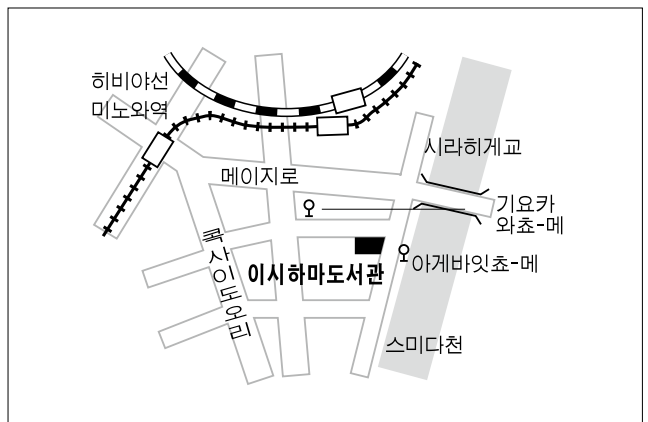 히비야선
미노와역
시라히게교
메이지로
기요카
와쵸-메
콕사이도오리
이시하마도서관
아게바잇쵸-메
스미다천